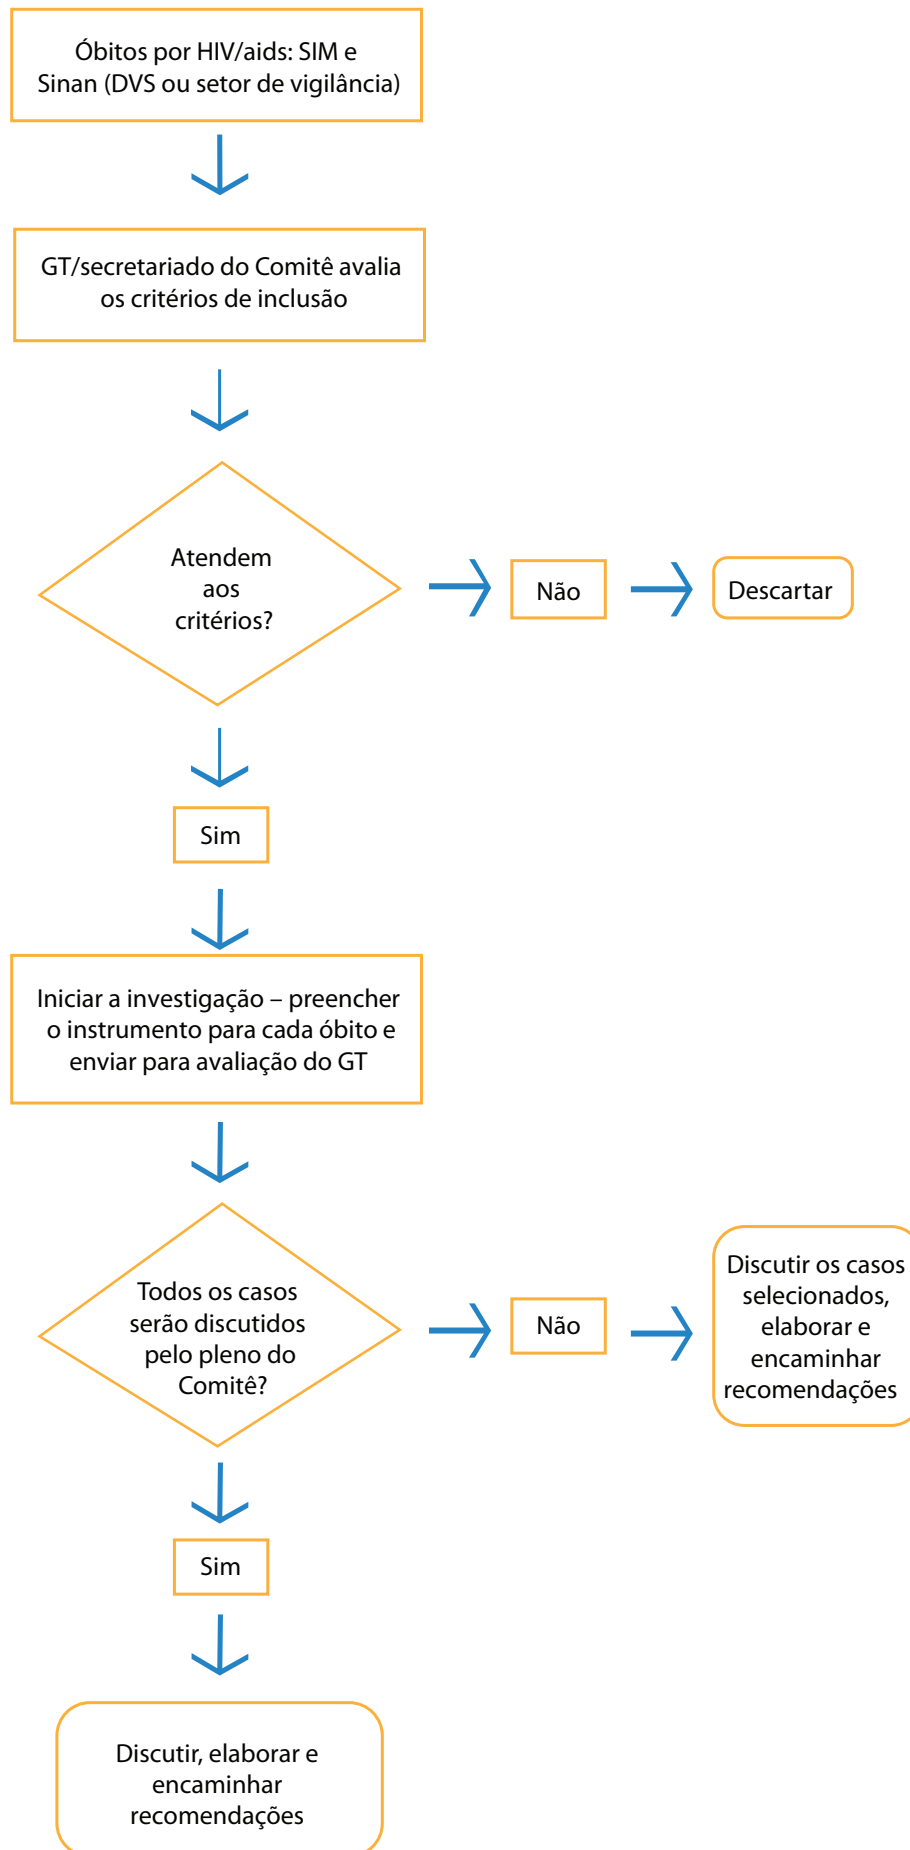 Óbitos por HIV/aids: SIM e
Sinan (DVS ou setor de vigilância)
GT/secretariado do Comitê avalia
os critérios de inclusão
Atendem
aos
critérios?
Não
Descartar
Sim
Iniciar a investigação – preencher
o instrumento para cada óbito e
enviar para avaliação do GT
Todos os casos
serão discutidos
pelo pleno do
Comitê?
Não
Discutir os casos
selecionados,
elaborar e
encaminhar
recomendações
Sim
Discutir, elaborar e
encaminhar
recomendações